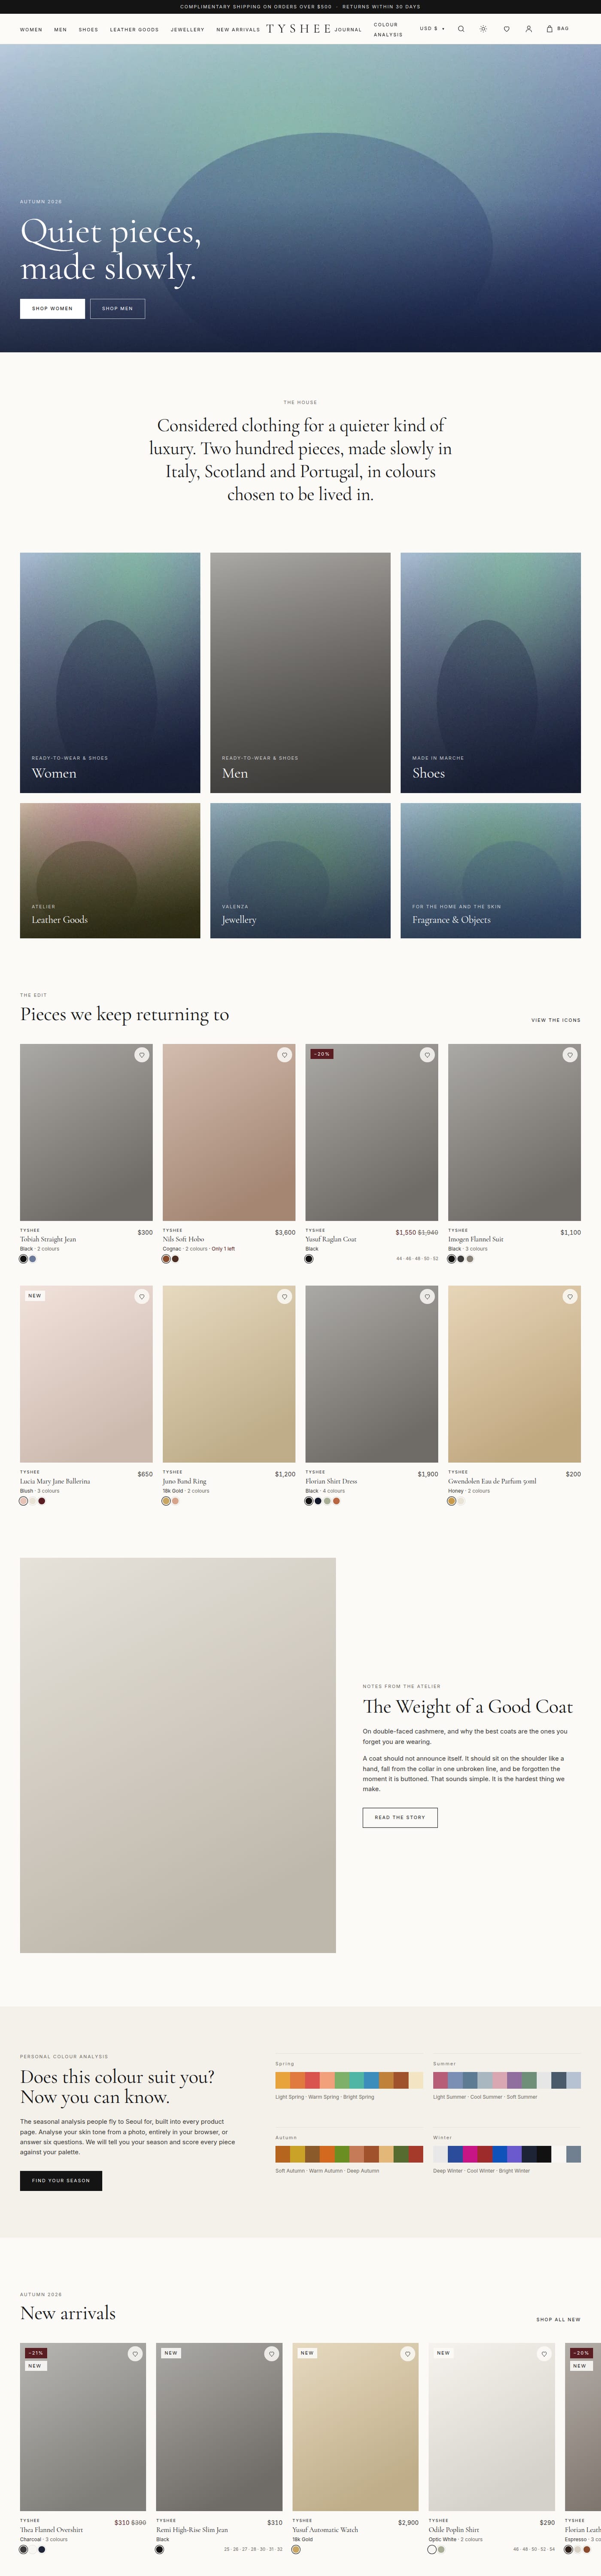 COMPLIMENTARY SHIPPING ON ORDERS OVER $500 · RETURNS WITHIN 30 DAYS
WOMEN MEN SHOES LEATHER GOODS JEWELLERY NEW ARRIVALS TYSHEE JOURNAL COLOUR ANALYSIS USD $ BAG
AUTUMN 2026
Quiet pieces,
made slowly.
SHOP WOMEN SHOP MEN
THE HOUSE
Considered clothing for a quieter kind of
luxury. Two hundred pieces, made slowly in
Italy, Scotland and Portugal, in colours
chosen to be lived in.
READY-TO-WEAR & SHOES
Women
READY-TO-WEAR & SHOES
Men
MADE IN MARCHE
Shoes
ATELIER
Leather Goods
VALENZA
Jewellery
FOR THE HOME AND THE SKIN
Fragrance & Objects
THE EDIT
Pieces we keep returning to
VIEW THE ICONS
TYSHEE
Tobiah Straight Jean $300
Black · 2 colours
TYSHEE
Nils Soft Hobo $3,600
Cognac · 2 colours · Only 1 left
-20%
TYSHEE
Yusuf Raglan Coat $1,550 $1,940
Black
44 · 46 · 48 · 50 · 52
TYSHEE
Imogen Flannel Suit $1,100
Black · 3 colours
NEW
TYSHEE
Lucia Mary Jane Ballerina $650
Blush · 3 colours
TYSHEE
Juno Band Ring $1,200
18k Gold · 2 colours
TYSHEE
Florian Shirt Dress $1,900
Black · 4 colours
TYSHEE
Gwendolen Eau de Parfum 50ml $200
Honey · 2 colours
NOTES FROM THE ATELIER
The Weight of a Good Coat
On double-faced cashmere, and why the best coats are the ones you
forget you are wearing.
A coat should not announce itself. It should sit on the shoulder like a
hand, fall from the collar in one unbroken line, and be forgotten the
moment it is buttoned. That sounds simple. It is the hardest thing we
make.
READ THE STORY
PERSONAL COLOUR ANALYSIS
Does this colour suit you?
Now you can know.
The seasonal analysis people fly to Seoul for, built into every product
page. Analyse your skin tone from a photo, entirely in your browser, or
answer six questions. We will tell you your season and score every piece
against your palette.
FIND YOUR SEASON
Spring
Light Spring · Warm Spring · Bright Spring
Summer
Light Summer · Cool Summer · Soft Summer
Autumn
Soft Autumn · Warm Autumn · Deep Autumn
Winter
Deep Winter · Cool Winter · Bright Winter
AUTUMN 2026
New arrivals
SHOP ALL NEW
-21%
NEW
TYSHEE
Thea Flannel Overshirt $310 $390
Charcoal · 3 colours
NEW
TYSHEE
Remi High-Rise Slim Jean $310
Black
25 · 26 · 27 · 28 · 30 · 31 · 32
NEW
TYSHEE
Yusuf Automatic Watch $2,900
18k Gold
NEW
TYSHEE
Odile Poplin Shirt $290
Optic White · 2 colours
46 · 48 · 50 · 52 · 54
-20%
NEW
TYSHEE
Florian Leath
Espresso · 3 co